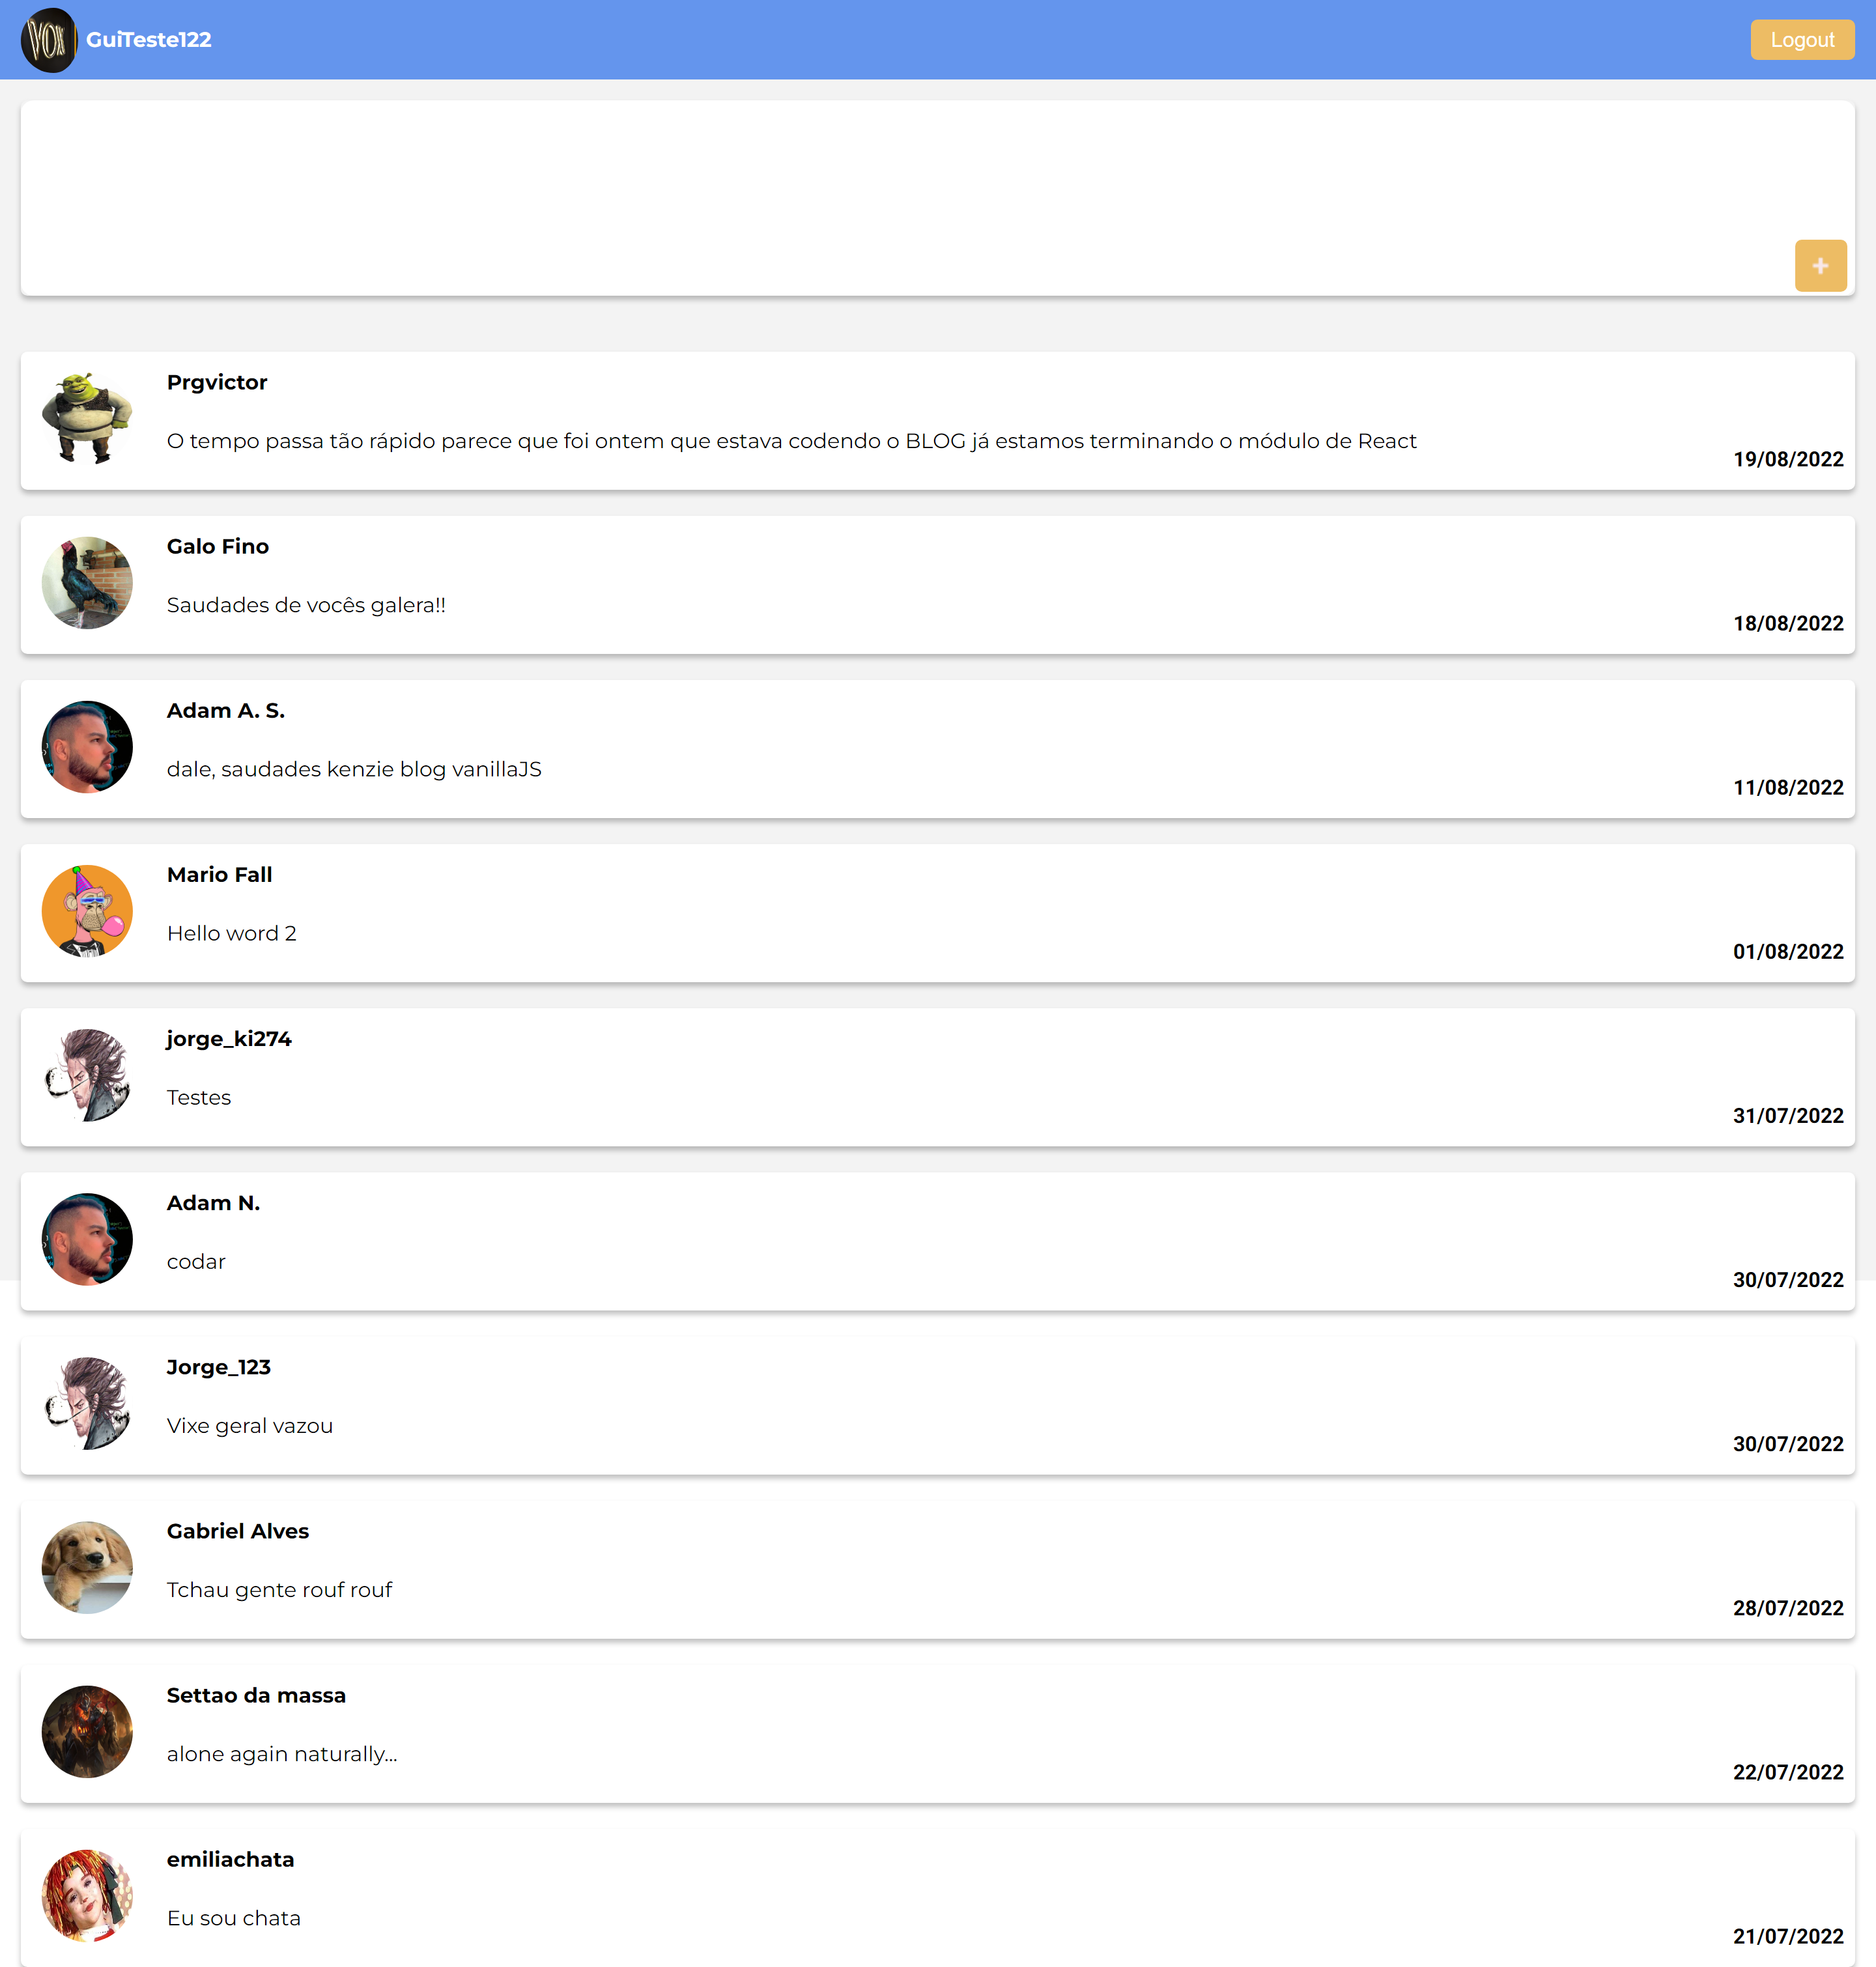 VOX
GuiTeste122
Logout
+
Prgvictor
O tempo passa tão rápido parece que foi ontem que estava codendo o BLOG já estamos terminando o módulo de React
19/08/2022
Galo Fino
Saudades de vocês galera!!
18/08/2022
Adam A. S.
dale, saudades kenzie blog vanillaJS
11/08/2022
Mario Fall
Hello word 2
01/08/2022
jorge_ki274
Testes
31/07/2022
Adam N.
codar
30/07/2022
Jorge_123
Vixe geral vazou
30/07/2022
Gabriel Alves
Tchau gente rouf rouf
28/07/2022
Settao da massa
alone again naturally...
22/07/2022
emiliachata
Eu sou chata
21/07/2022